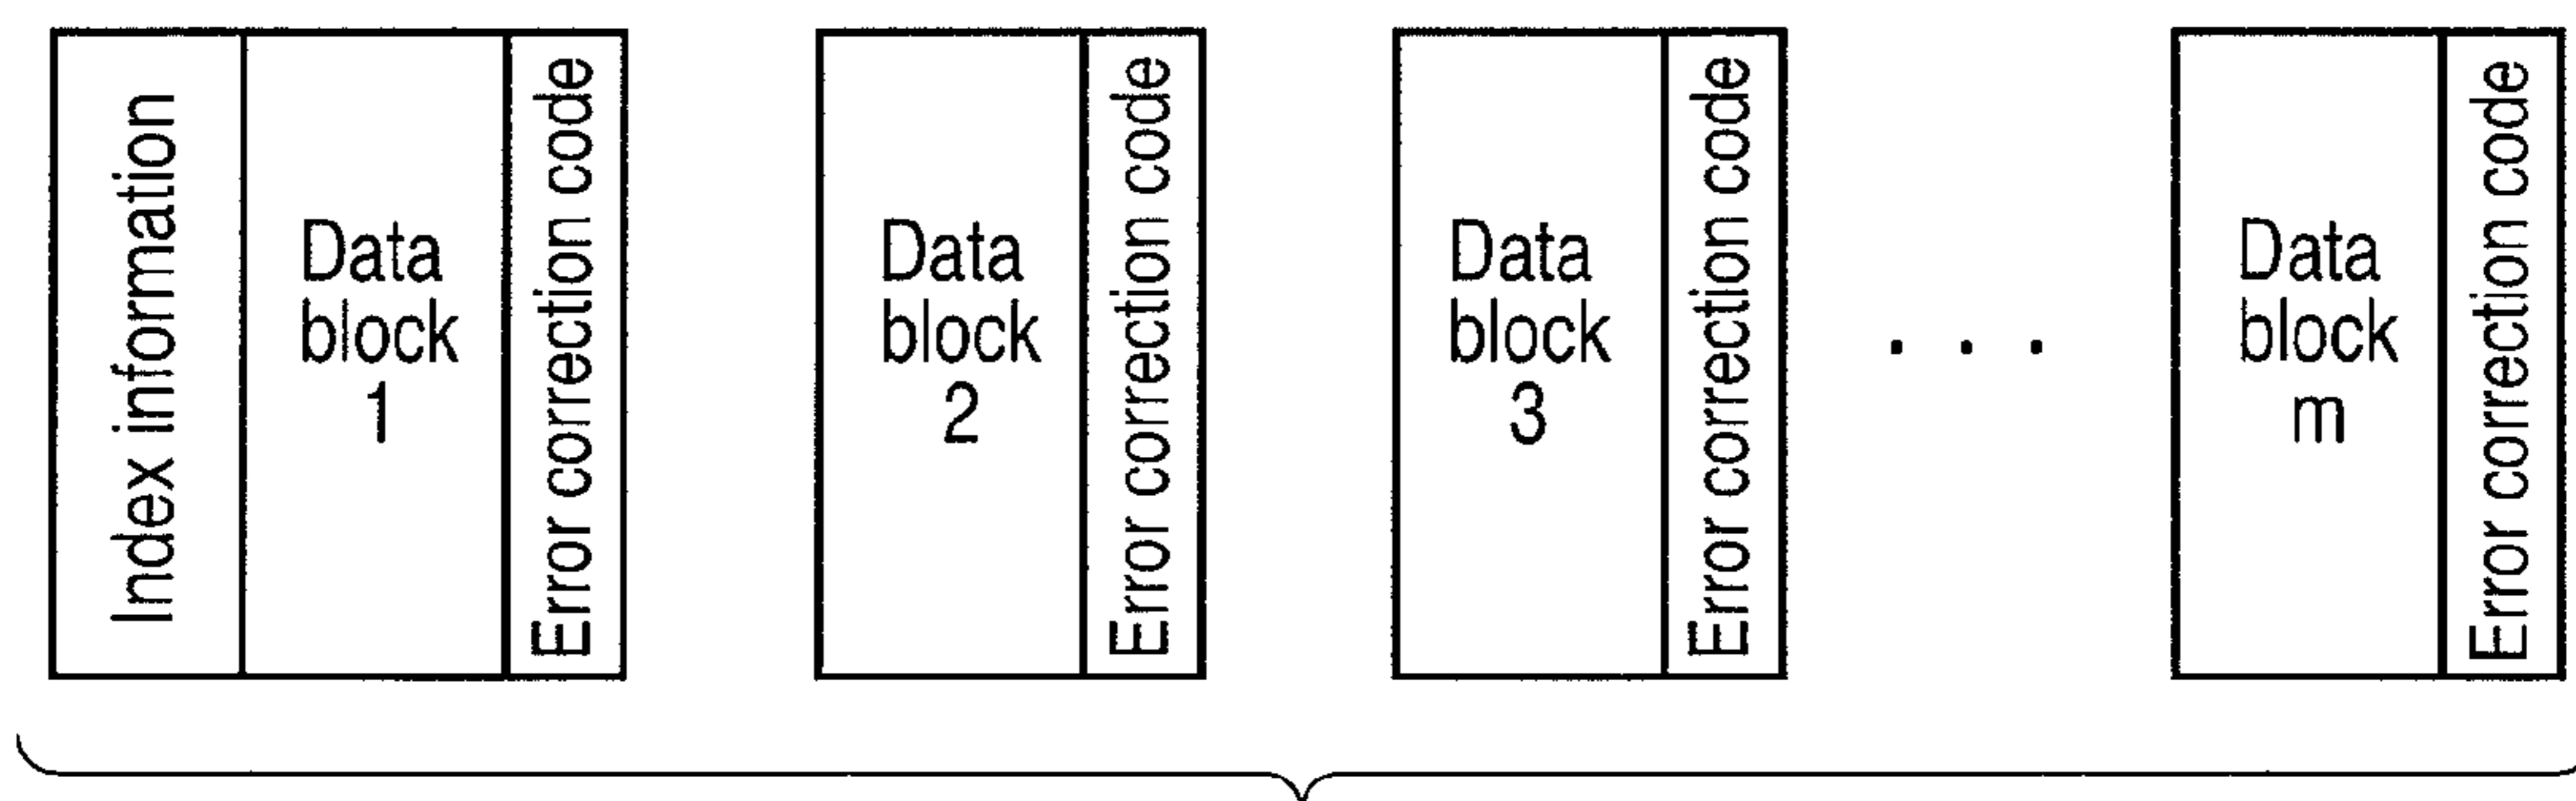 Index information
Data
block
1
Error correction code
Data
block
2
Error correction code
Data
block
3
Error correction code
. . .
Data
block
m
Error correction code